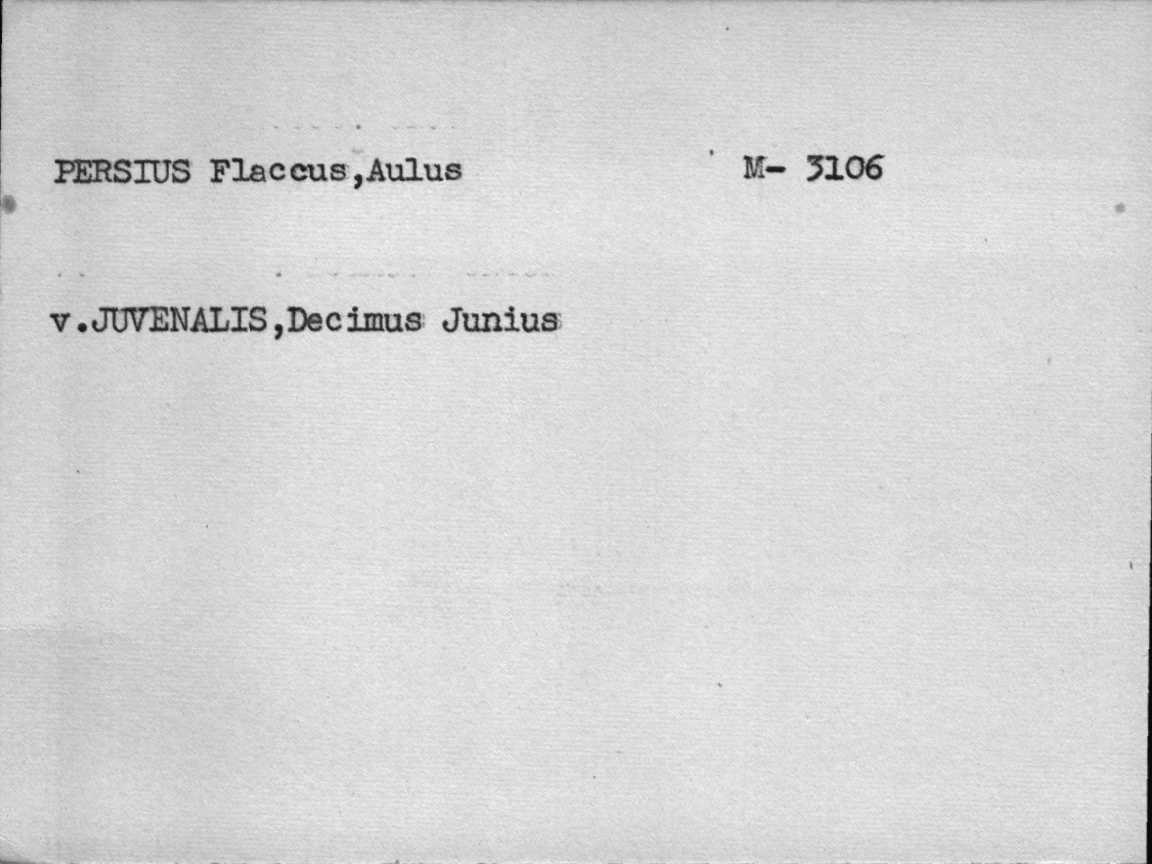 PERSIUS Flaccus,Aulus M- 3106
v.JUVENALIS,Decimus Junius